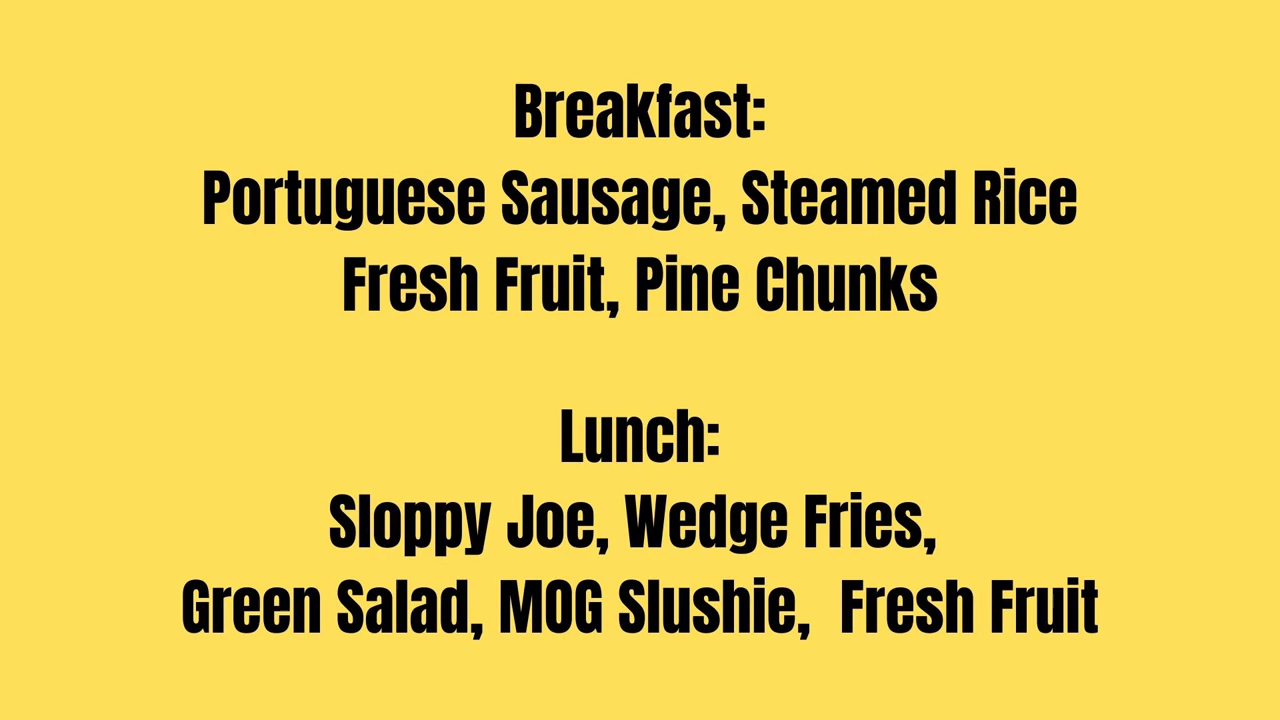 Breakfast:
Portuguese Sausage, Steamed Rice
Fresh Fruit, Pine Chunks
Lunch:
Sloppy Joe, Wedge Fries,
Green Salad, MOG Slushie,  Fresh Fruit